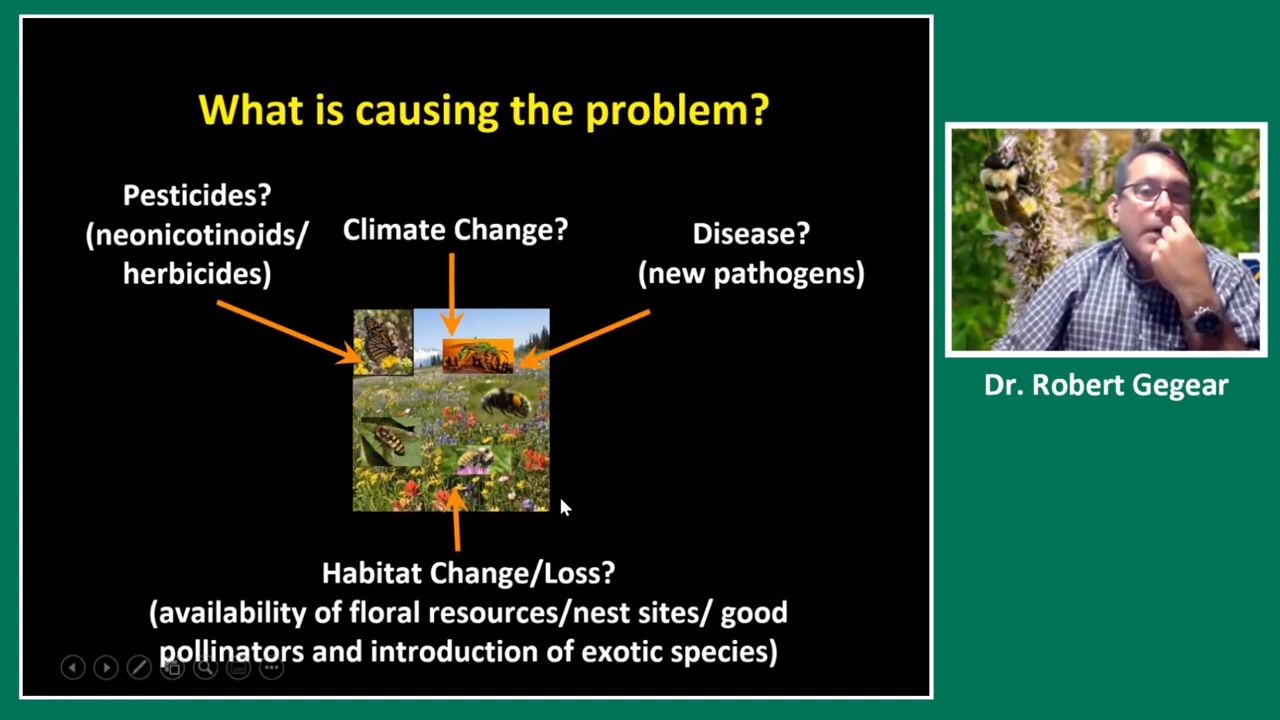 What is causing the problem?
Pesticides?
(neonicotinoids/
herbicides)
Climate Change?
Disease?
(new pathogens)
Habitat Change/Loss?
(availability of floral resources/nest sites/ good
pollinators and introduction of exotic species)
Dr. Robert Gegear